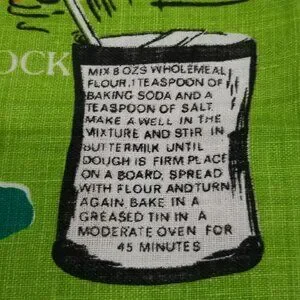 OCK
MIX 8 OZS WHOLEMEAL
FLOUR, 1 TEASPOON OF
BAKING SODA AND A
TEASPOON OF SALT
MAKE A WELL IN THE
MIXTURE AND STIR IN
BUTTERMILK UNTIL
DOUGH IS FIRM PLACE
ON A BOARD, SPREAD
WITH FLOUR AND TURN
AGAIN BAKE IN A
GREASED TIN IN A
MODERATE OVEN FOR
45 MINUTES